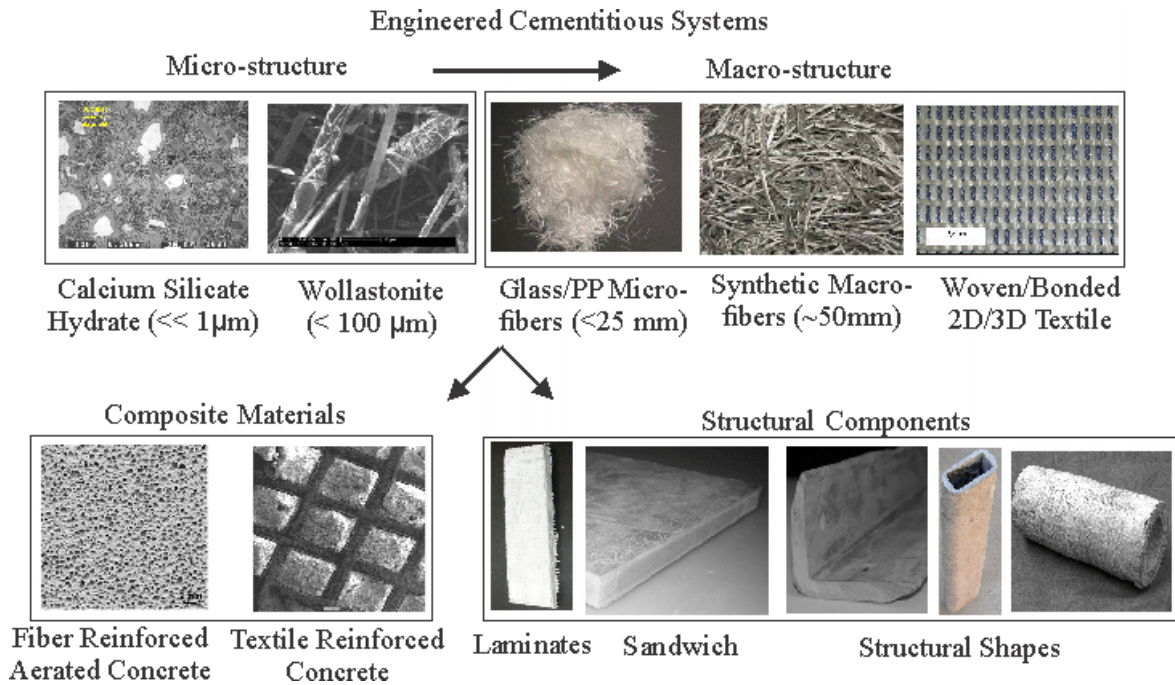 Engineered Cementitious Systems
Micro-structure
Macro-structure
Calcium Silicate
Hydrate (<< 1μm)
Wollastonite
(< 100 μm)
Glass/PP Micro-
fibers (<25 mm)
Synthetic Macro-
fibers (~50mm)
Woven/Bonded
2D/3D Textile
Composite Materials
Structural Components
Fiber Reinforced
Aerated Concrete
Textile Reinforced
Concrete
Laminates
Sandwich
Structural Shapes